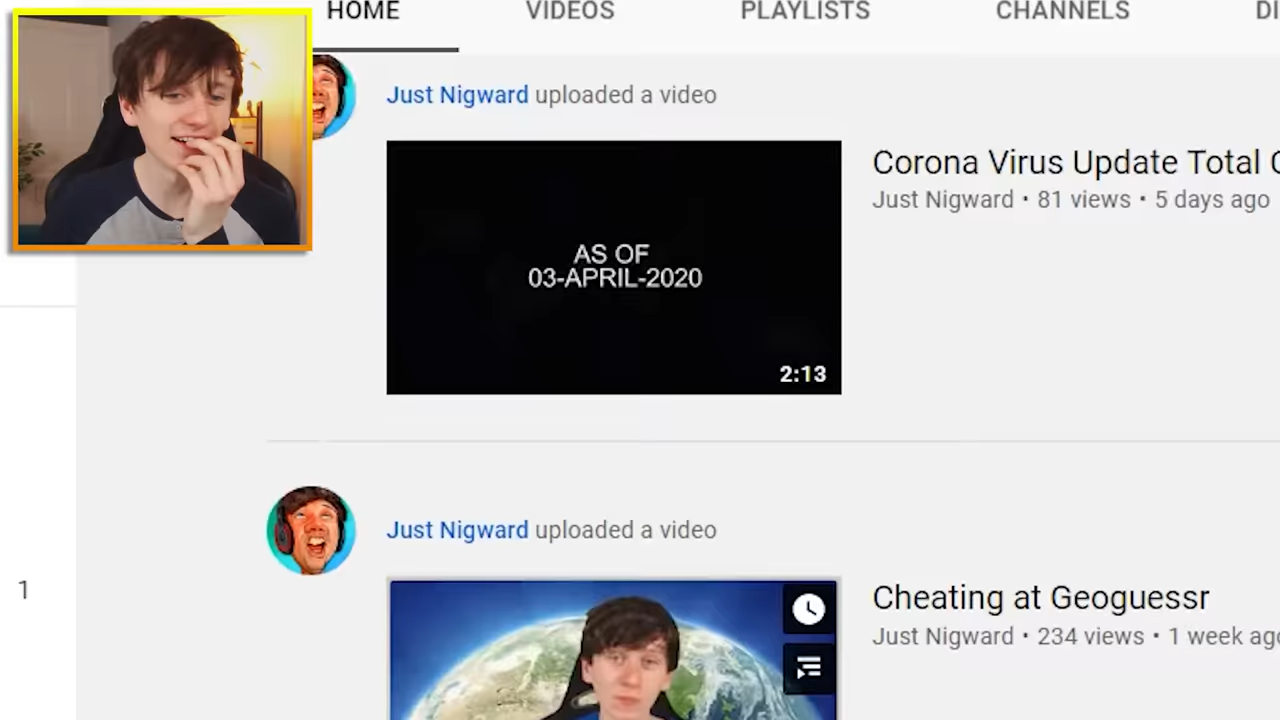 HOME VIDEOS PLAYLISTS CHANNELS DI
Just Nigward uploaded a video
AS OF
03-APRIL-2020
2:13
Corona Virus Update Total C
Just Nigward • 81 views • 5 days ago
1
Just Nigward uploaded a video
Cheating at Geoguessr
Just Nigward • 234 views • 1 week ago